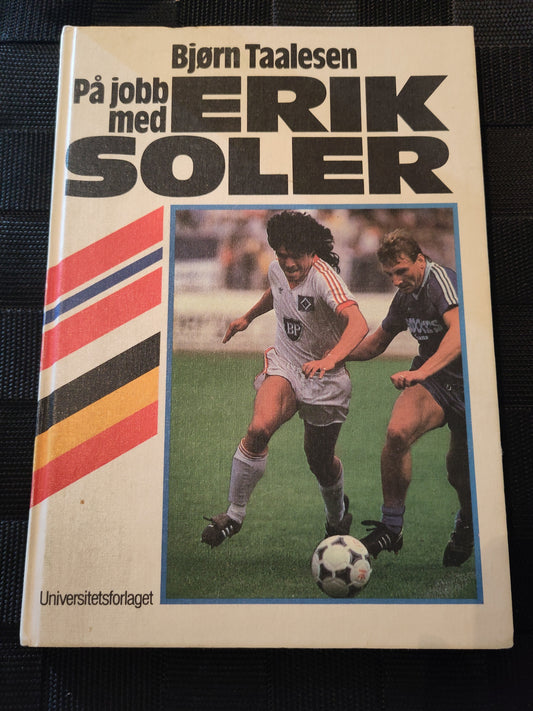 Bjørn Taalesen
På jobb
med
ERIK
SOLER
BP
Universitetsforlaget